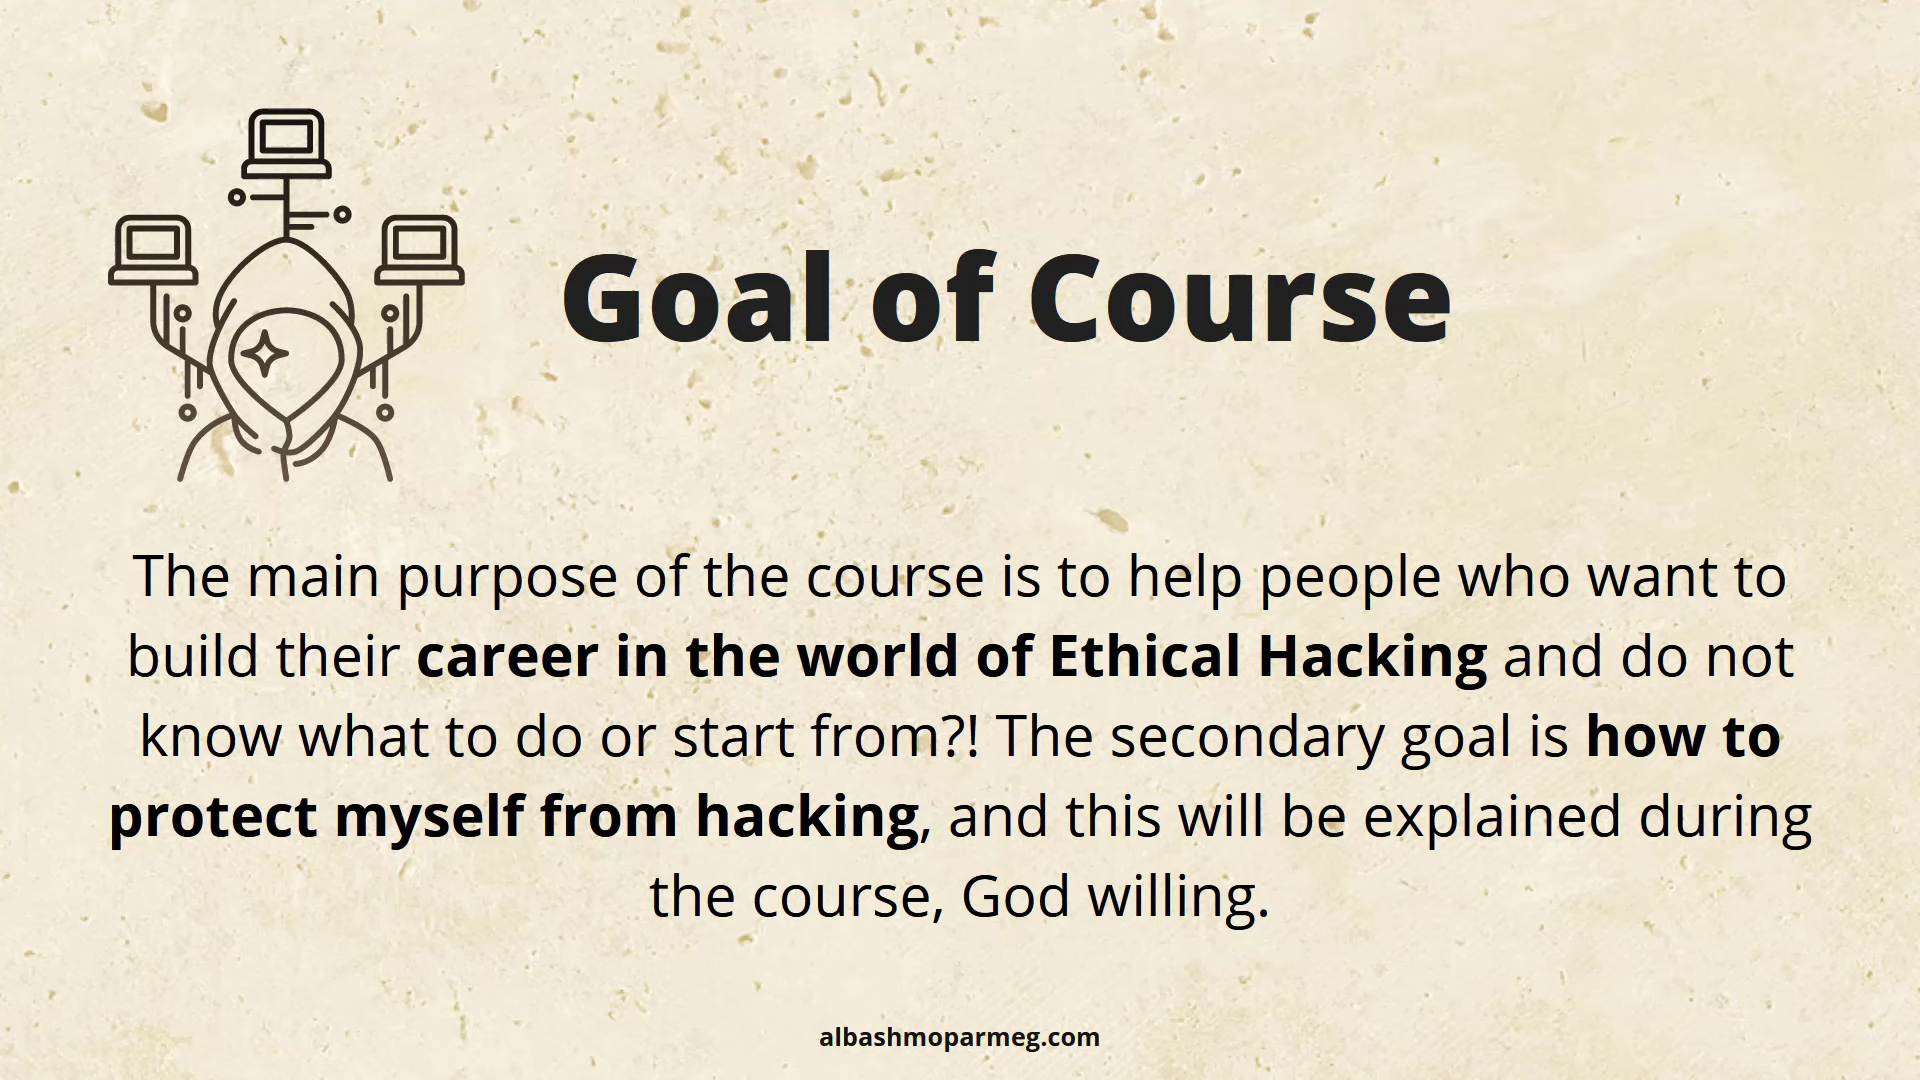 Goal of Course
The main purpose of the course is to help people who want to
build their career in the world of Ethical Hacking and do not
know what to do or start from?! The secondary goal is how to
protect myself from hacking, and this will be explained during
the course, God willing.
albashmoparmeg.com